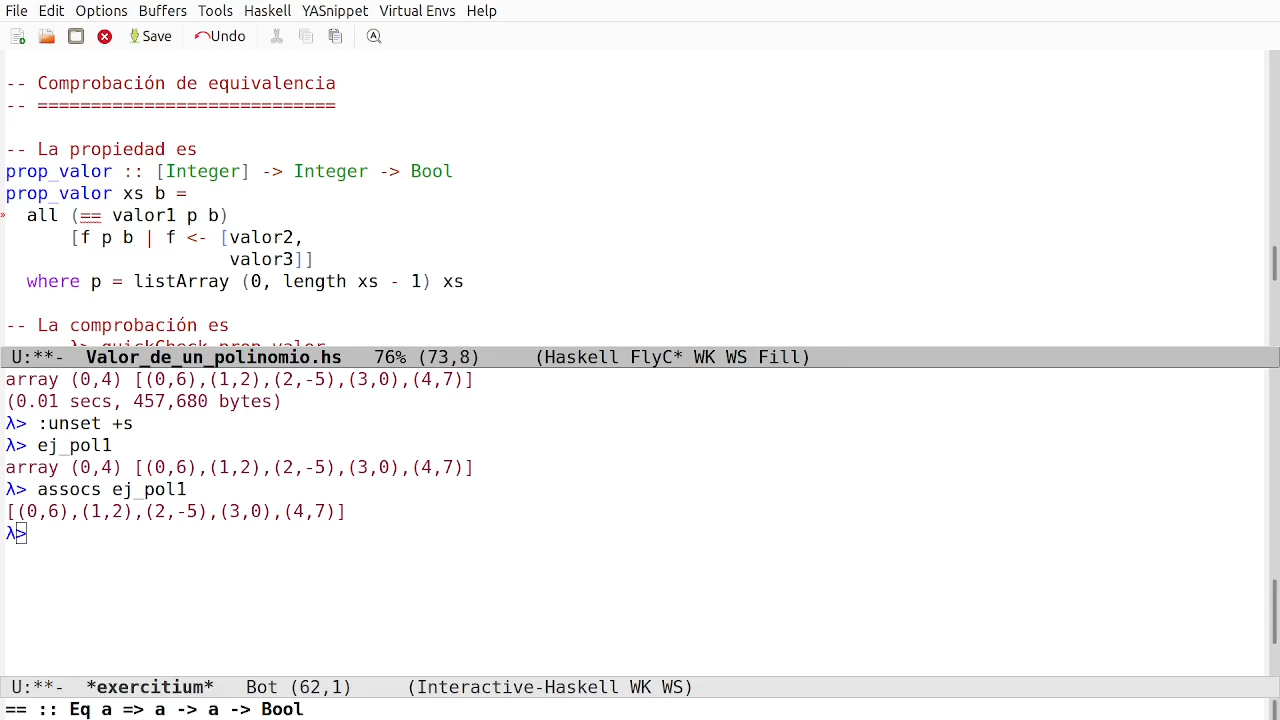 File Edit Options Buffers Tools Haskell YASnippet Virtual Envs Help
Save Undo
-- Comprobación de equivalencia
-- ============================
-- La propiedad es
prop_valor :: [Integer] -> Integer -> Bool
prop_valor xs b =
» all (== valor1 p b)
[f p b | f <- [valor2,
valor3]]
where p = listArray (0, length xs - 1) xs
-- La comprobación es
λ> quickCheck prop_valor
U:**- Valor_de_un_polinomio.hs 76% (73,8) (Haskell FlyC* WK WS Fill)
array (0,4) [(0,6),(1,2),(2,-5),(3,0),(4,7)]
(0.01 secs, 457,680 bytes)
λ> :unset +s
λ> ej_pol1
array (0,4) [(0,6),(1,2),(2,-5),(3,0),(4,7)]
λ> assocs ej_pol1
[(0,6),(1,2),(2,-5),(3,0),(4,7)]
λ>
U:**- *exercitium* Bot (62,1) (Interactive-Haskell WK WS)
== :: Eq a => a -> a -> Bool